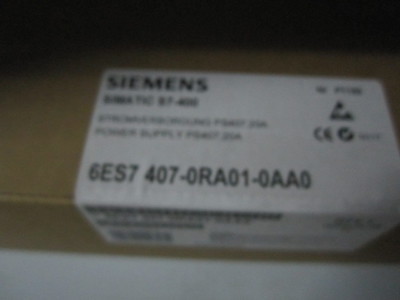 SIEMENS
SIMATIC S7-400
STROMVERSORGUNG PS407 20A
POWER SUPPLY PS407 20A
6ES7 407-0RA01-0AA0